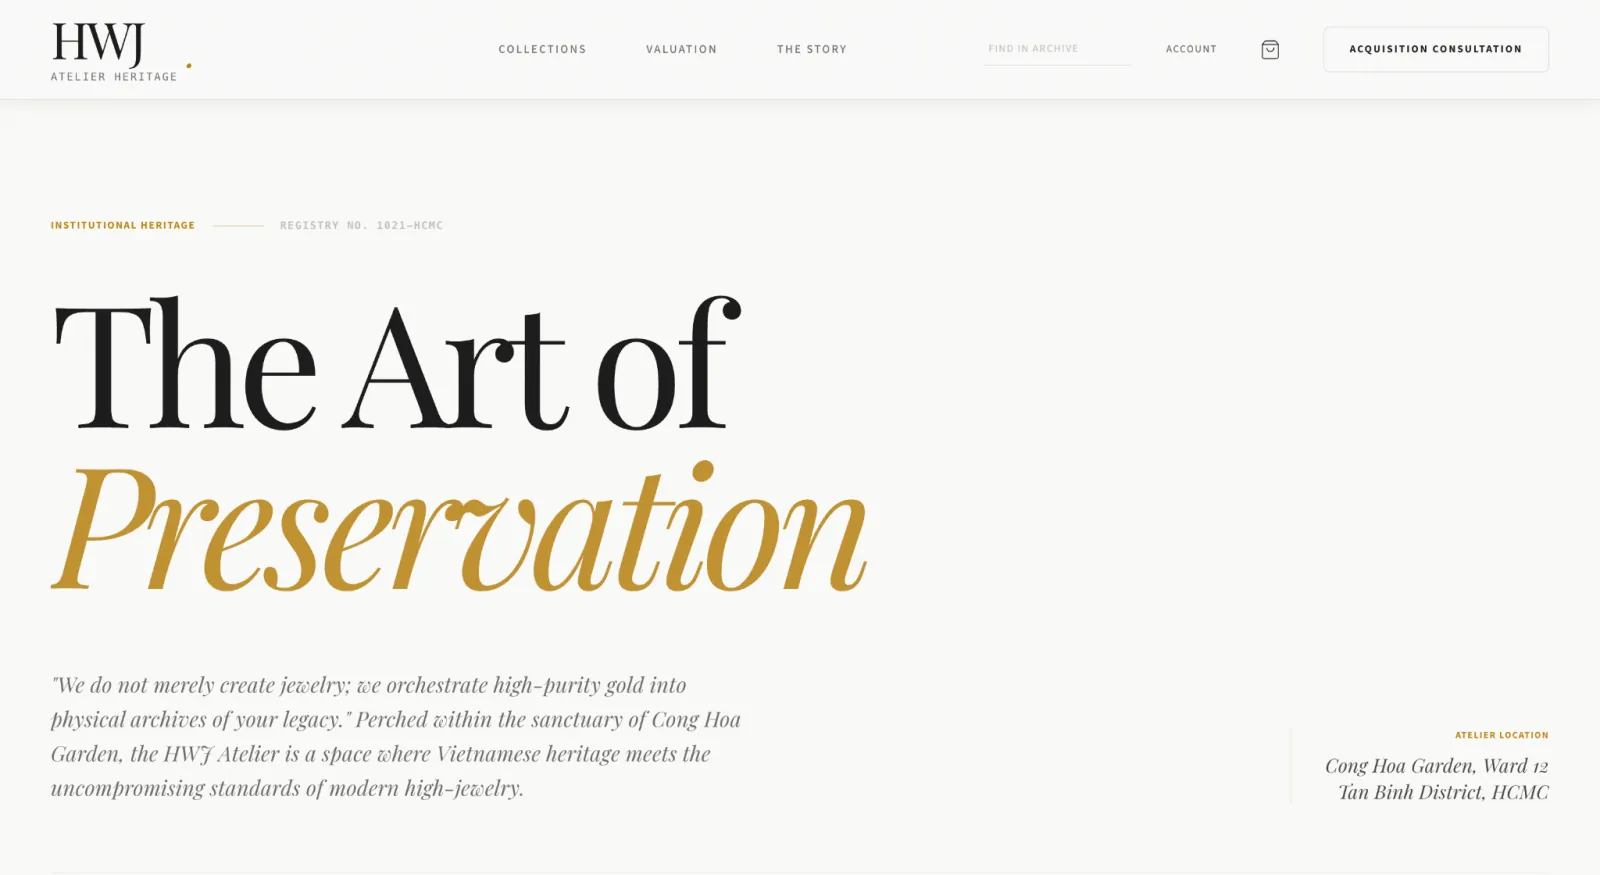 HWJ
ATELIER HERITAGE
COLLECTIONS
VALUATION
THE STORY
FIND IN ARCHIVE
ACCOUNT
ACQUISITION CONSULTATION
INSTITUTIONAL HERITAGE
REGISTRY NO. 1021-HCMC
The Art of
Preservation
"We do not merely create jewelry; we orchestrate high-purity gold into
physical archives of your legacy." Perched within the sanctuary of Cong Hoa
Garden, the HWJ Atelier is a space where Vietnamese heritage meets the
uncompromising standards of modern high-jewelry.
ATELIER LOCATION
Cong Hoa Garden, Ward 12
Tan Binh District, HCMC